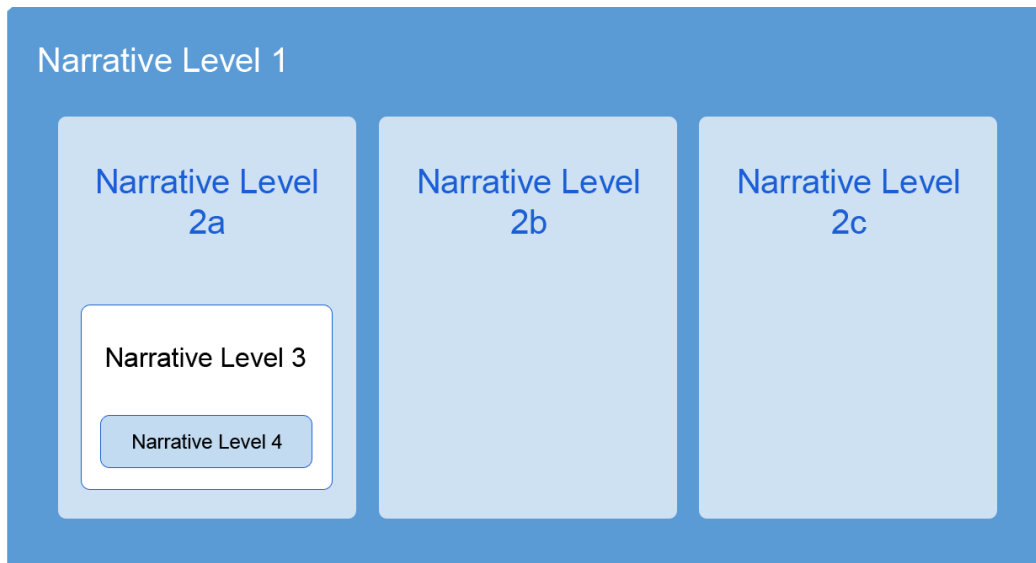 Narrative Level 1
Narrative Level
2a
Narrative Level
2b
Narrative Level
2c
Narrative Level 3
Narrative Level 4